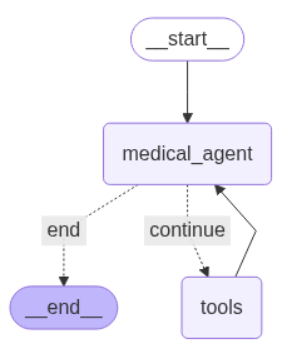 __start__
medical_agent
end
continue
__end__
tools